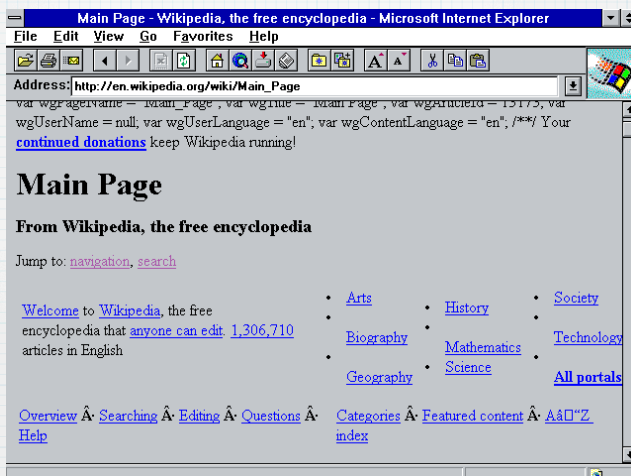 Main Page - Wikipedia, the free encyclopedia - Microsoft Internet Explorer
File Edit View Go Favorites Help
Address: http://en.wikipedia.org/wiki/Main_Page
var wgPageName = "Main_Page"; var wgTitle = "Main Page"; var wgArticleId = 15173; var
wgUserName = null; var wgUserLanguage = "en"; var wgContentLanguage = "en"; /**/ Your
continued donations keep Wikipedia running!
Main Page
From Wikipedia, the free encyclopedia
Jump to: navigation, search
Welcome to Wikipedia, the free
encyclopedia that anyone can edit. 1,306,710
articles in English
• Arts
•
Biography
•
Geography
• History
•
Mathematics
• Science
• Society
•
Technology
•
All portals
Overview Â· Searching Â· Editing Â· Questions Â·
Help
Categories Â· Featured content Â· Aâ□“Z
index